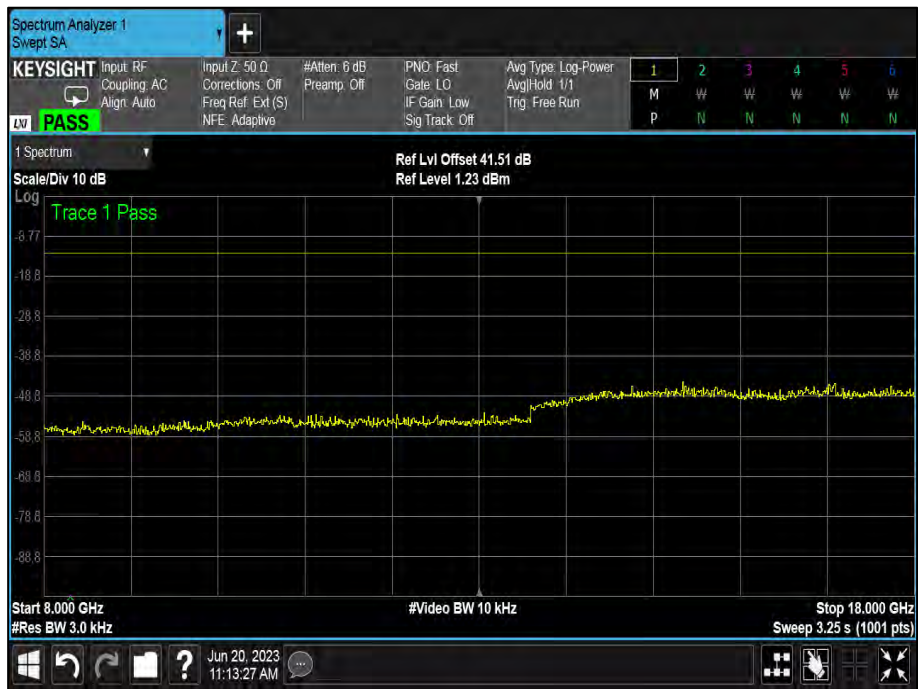 Spectrum Analyzer 1
Swept SA
+
KEYSIGHT Input: RF Input Z: 50 Ω #Atten: 6 dB PNO: Fast Avg Type: Log-Power 1 2 3 4 5 6
Coupling: AC Corrections: Off Preamp: Off Gate: LO Avg|Hold: 1/1 M W W W W W
Align: Auto Freq Ref: Ext (S) IF Gain: Low Trig: Free Run
LXI PASS NFE: Adaptive Sig Track: Off P N N N N N
1 Spectrum
Ref Lvl Offset 41.51 dB
Scale/Div 10 dB Ref Level 1.23 dBm
Log
Trace 1 Pass
-8.77
-18.8
-28.8
-38.8
-48.8
-58.8
-68.8
-78.8
-88.8
Start 8.000 GHz #Video BW 10 kHz Stop 18.000 GHz
#Res BW 3.0 kHz Sweep 3.25 s (1001 pts)
? Jun 20, 2023
11:13:27 AM